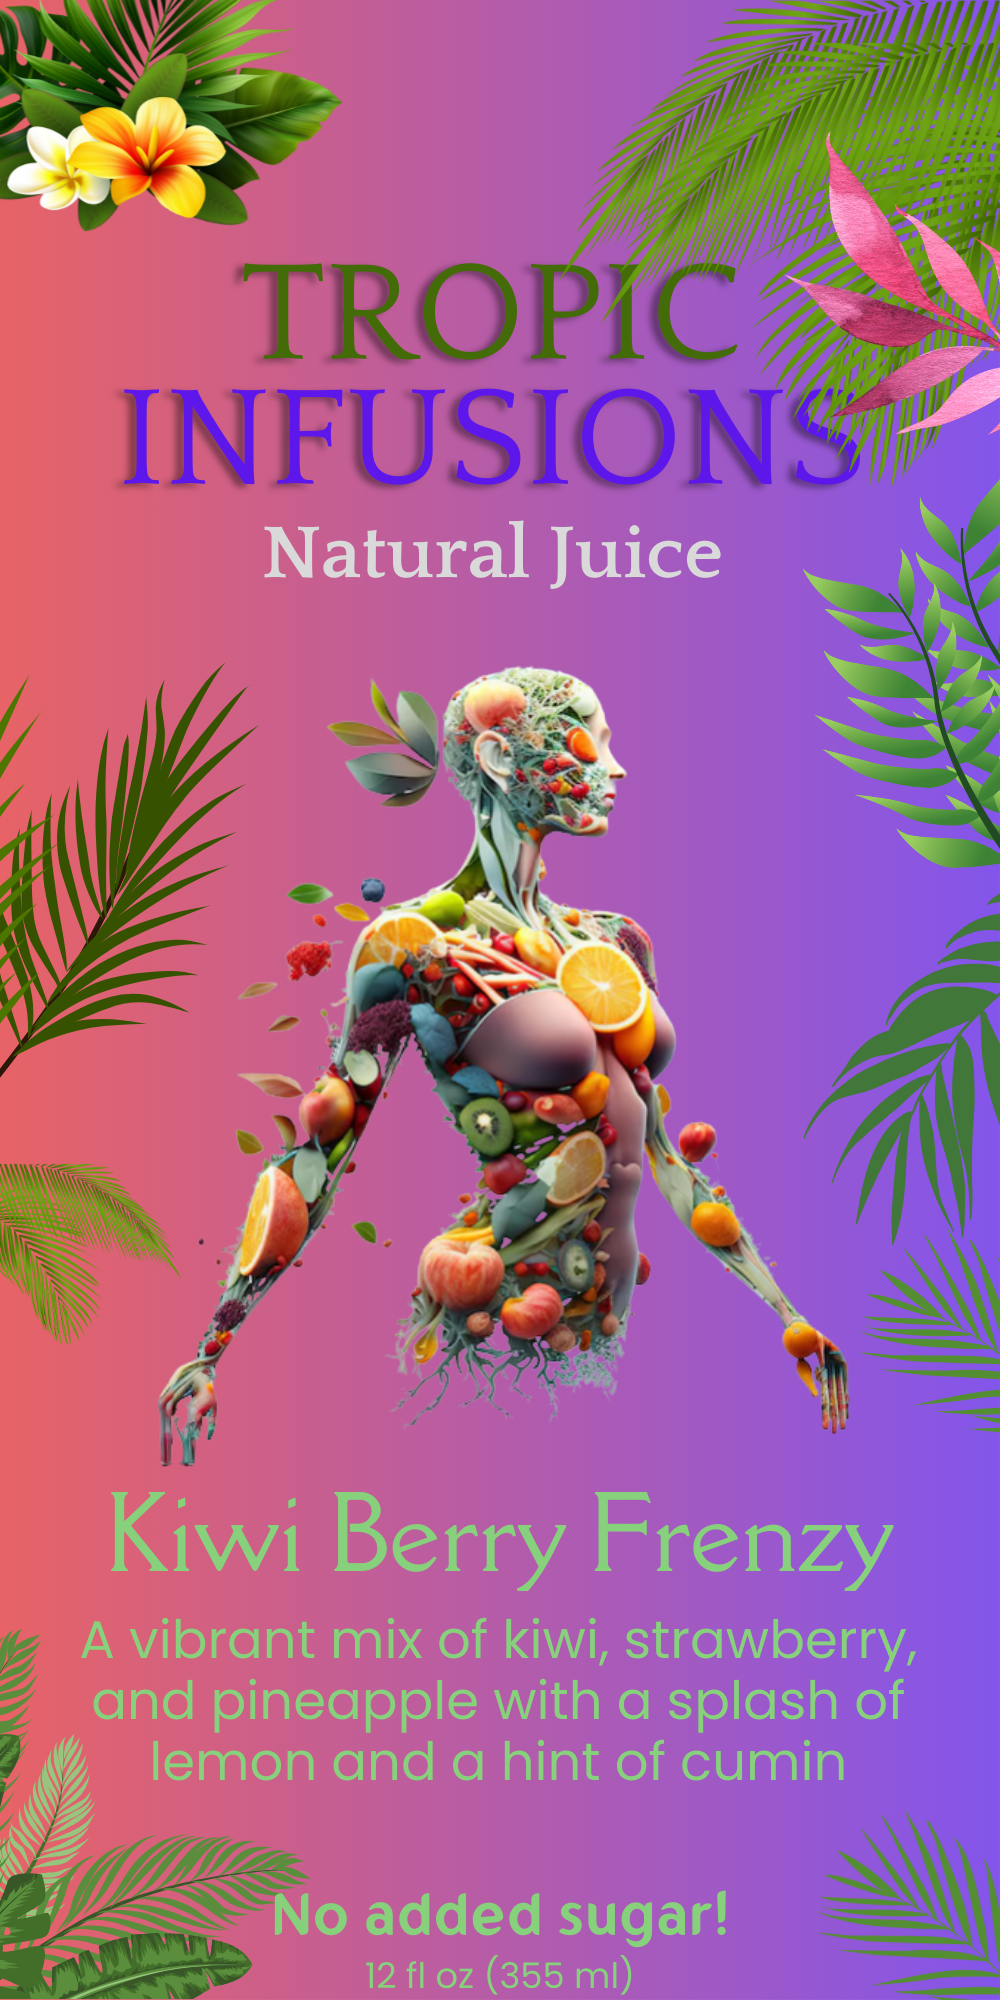 TROPIC
INFUSIONS
Natural Juice
Kiwi Berry Frenzy
A vibrant mix of kiwi, strawberry,
and pineapple with a splash of
lemon and a hint of cumin
No added sugar!
12 fl oz (355 ml)